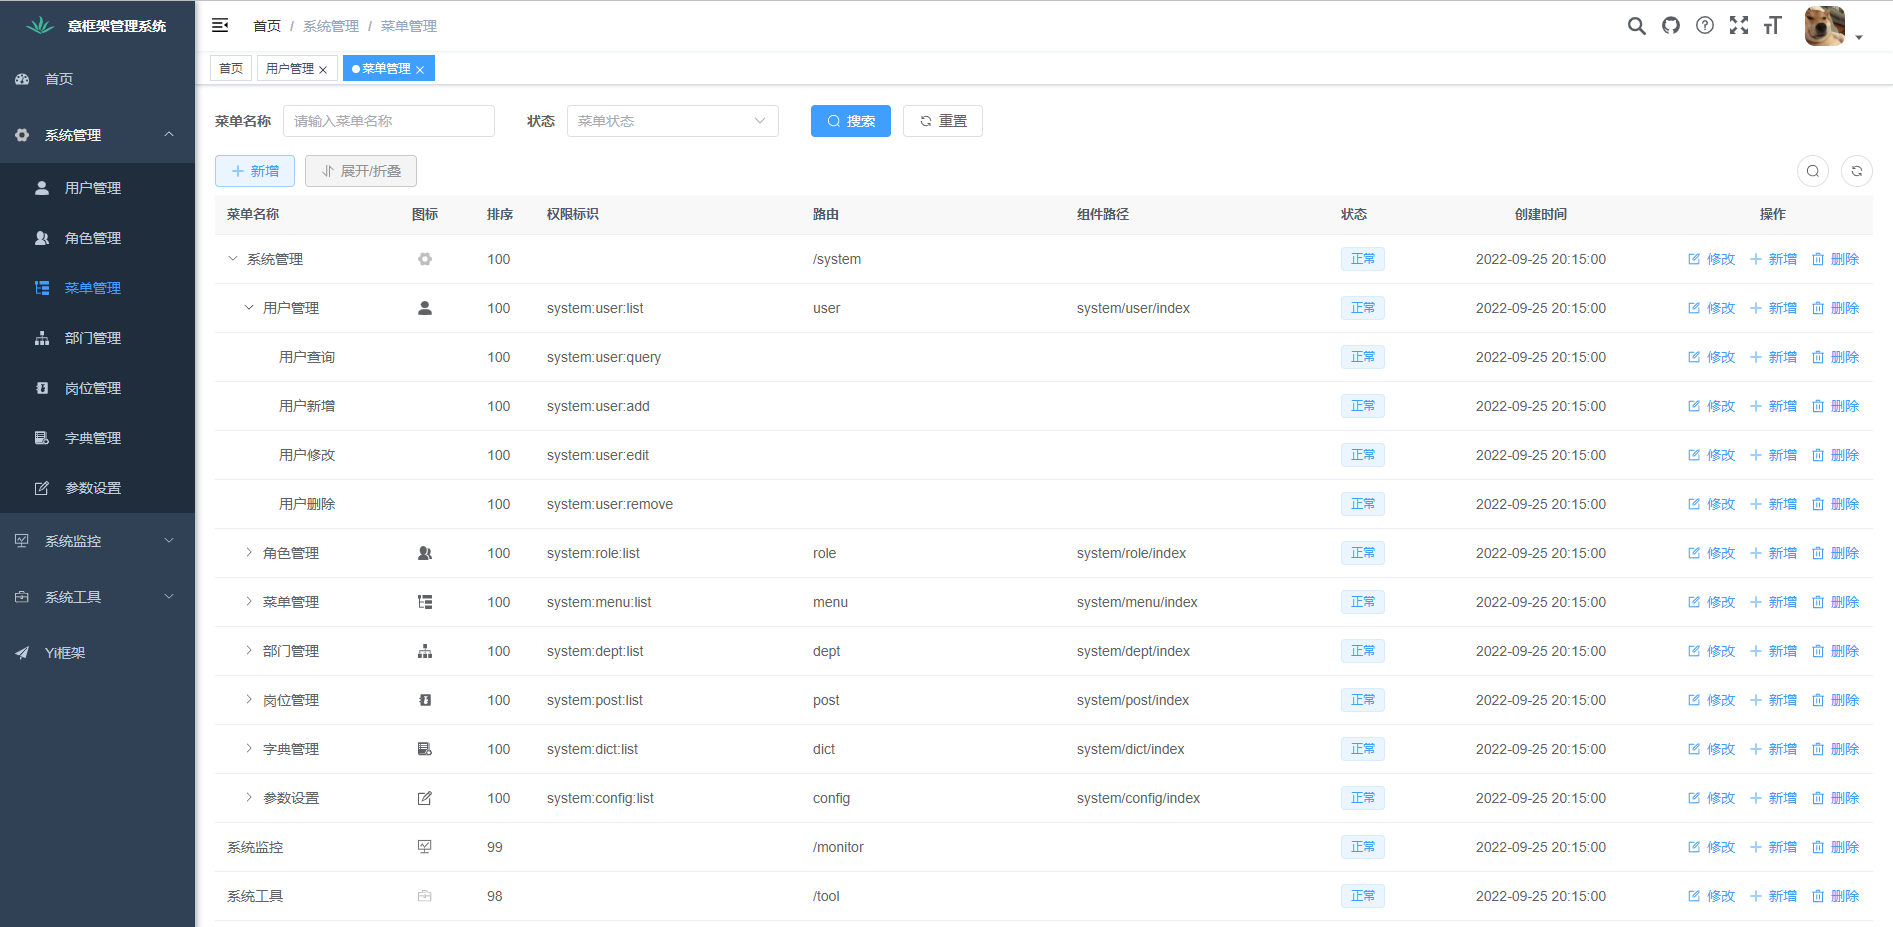 意框架管理系统
首页
系统管理
用户管理
角色管理
菜单管理
部门管理
岗位管理
字典管理
参数设置
系统监控
系统工具
Yi框架
首页 / 系统管理 / 菜单管理
首页 用户管理 菜单管理
菜单名称 请输入菜单名称 状态 菜单状态 搜索 重置
新增 展开/折叠
菜单名称 图标 排序 权限标识 路由 组件路径 状态 创建时间 操作
系统管理 100 /system 正常 2022-09-25 20:15:00 修改 新增 删除
用户管理 100 system:user:list user system/user/index 正常 2022-09-25 20:15:00 修改 新增 删除
用户查询 100 system:user:query 正常 2022-09-25 20:15:00 修改 新增 删除
用户新增 100 system:user:add 正常 2022-09-25 20:15:00 修改 新增 删除
用户修改 100 system:user:edit 正常 2022-09-25 20:15:00 修改 新增 删除
用户删除 100 system:user:remove 正常 2022-09-25 20:15:00 修改 新增 删除
角色管理 100 system:role:list role system/role/index 正常 2022-09-25 20:15:00 修改 新增 删除
菜单管理 100 system:menu:list menu system/menu/index 正常 2022-09-25 20:15:00 修改 新增 删除
部门管理 100 system:dept:list dept system/dept/index 正常 2022-09-25 20:15:00 修改 新增 删除
岗位管理 100 system:post:list post system/post/index 正常 2022-09-25 20:15:00 修改 新增 删除
字典管理 100 system:dict:list dict system/dict/index 正常 2022-09-25 20:15:00 修改 新增 删除
参数设置 100 system:config:list config system/config/index 正常 2022-09-25 20:15:00 修改 新增 删除
系统监控 99 /monitor 正常 2022-09-25 20:15:00 修改 新增 删除
系统工具 98 /tool 正常 2022-09-25 20:15:00 修改 新增 删除